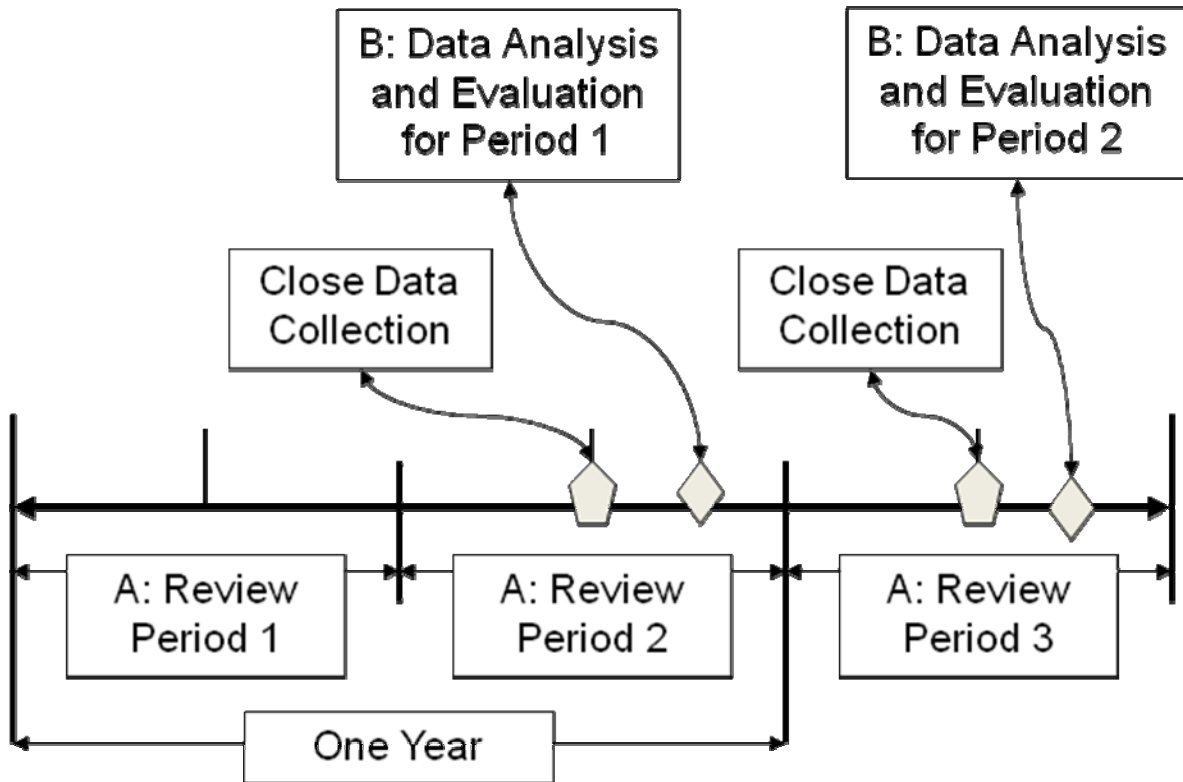 B: Data Analysis
and Evaluation
for Period 1
B: Data Analysis
and Evaluation
for Period 2
Close Data
Collection
Close Data
Collection
A: Review
Period 1
A: Review
Period 2
A: Review
Period 3
One Year